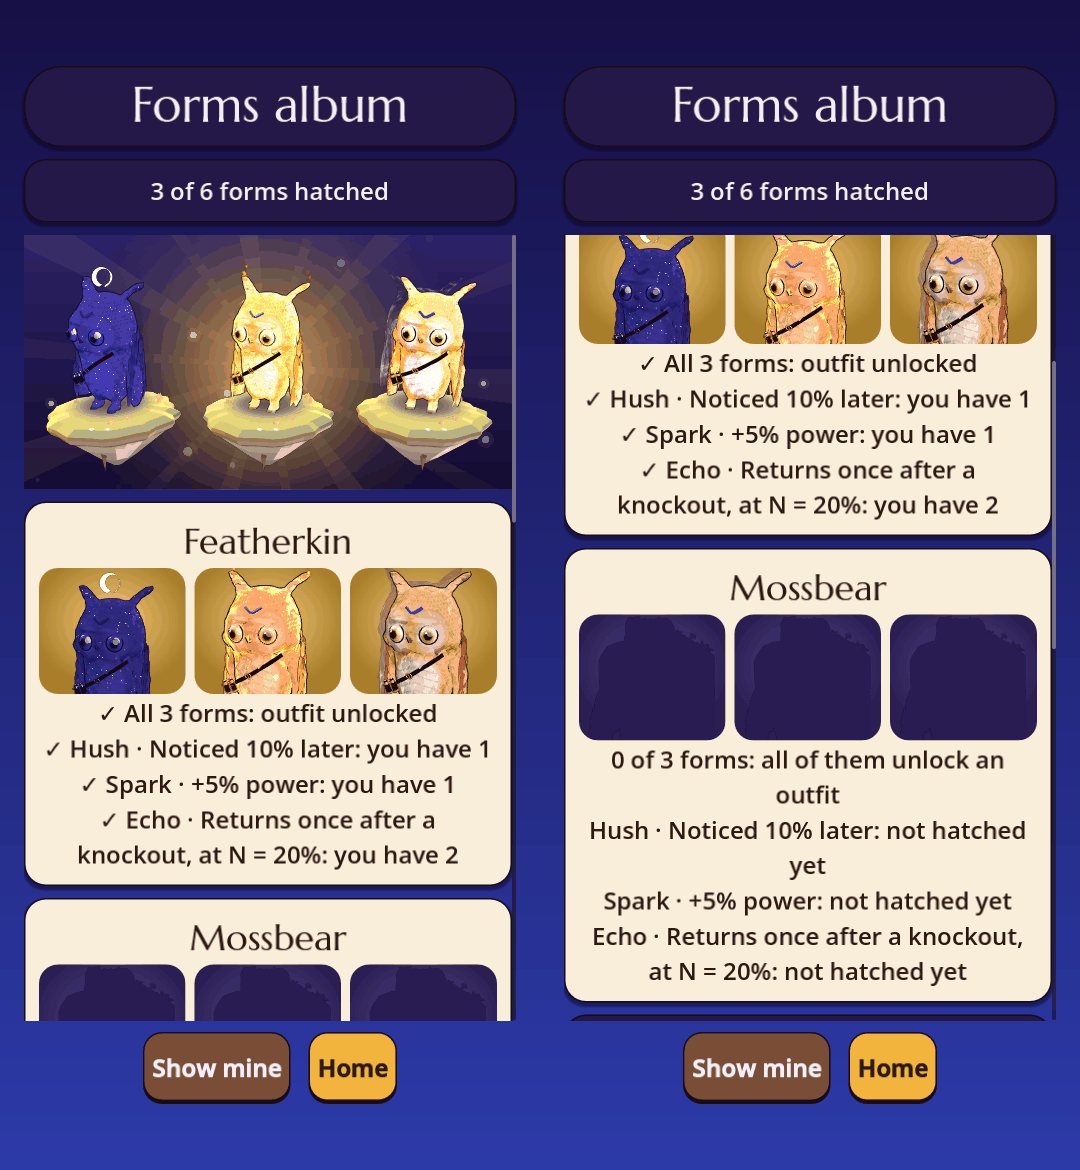 Forms album
3 of 6 forms hatched
Featherkin
✓ All 3 forms: outfit unlocked
✓ Hush · Noticed 10% later: you have 1
✓ Spark · +5% power: you have 1
✓ Echo · Returns once after a
knockout, at N = 20%: you have 2
Mossbear
Show mine
Home
Forms album
3 of 6 forms hatched
✓ All 3 forms: outfit unlocked
✓ Hush · Noticed 10% later: you have 1
✓ Spark · +5% power: you have 1
✓ Echo · Returns once after a
knockout, at N = 20%: you have 2
Mossbear
0 of 3 forms: all of them unlock an
outfit
Hush · Noticed 10% later: not hatched
yet
Spark · +5% power: not hatched yet
Echo · Returns once after a knockout,
at N = 20%: not hatched yet
Show mine
Home